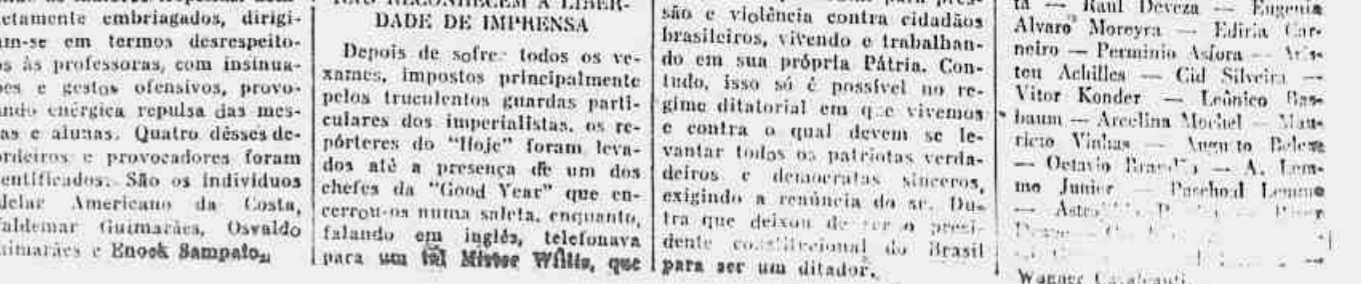 etamente embriagados, dirigi-
am-se em termos desrespeito-
os às professoras, com insinua-
ões e gestos ofensivos, provo-
ando enérgica repulsa das mes-
as e alunas. Quatro dêsses de-
ordeiros e provocadores foram
entificados. São os indivíduos
delar Americano da Costa,
aldemar Guimarães, Osvaldo
uimarães e Enock Sampaio.
NÃO RECONHECEM A LIBER-
DADE DE IMPRENSA
Depois de sofrer todos os ve-
xames, impostos principalmente
pelos truculentos guardas parti-
culares dos imperialistas, os re-
pórteres do "Hoje" foram leva-
dos até a presença de um dos
chefes da "Good Year" que en-
cerrou-os numa saleta, enquanto,
falando em inglês, telefonava
para um tal Mister Willis, que
são e violência contra cidadãos
brasileiros, vivendo e trabalhan-
do em sua própria Pátria. Con-
tudo, isso só é possível no re-
gime ditatorial em que vivemos
e contra o qual devem se le-
vantar todos os patriotas verda-
deiros e democratas sinceros,
exigindo a renúncia do sr. Du-
tra que deixou de ser o presi-
dente constitucional do Brasil
para ser um ditador.
ta — Raul Deveza — Eugenia
Alvaro Moreyra — Ediria Car-
neiro — Perminio Asfora — Aris-
teu Achilles — Cid Silveira —
Vitor Konder — Leôncio Bas-
baum — Arcelina Mochel — Mau-
ricio Vinhas — Augusto Belem
— Octavio Brandão — A. Lem-
me Junior — Paschoal Lemme
Wagner Cavalcanti